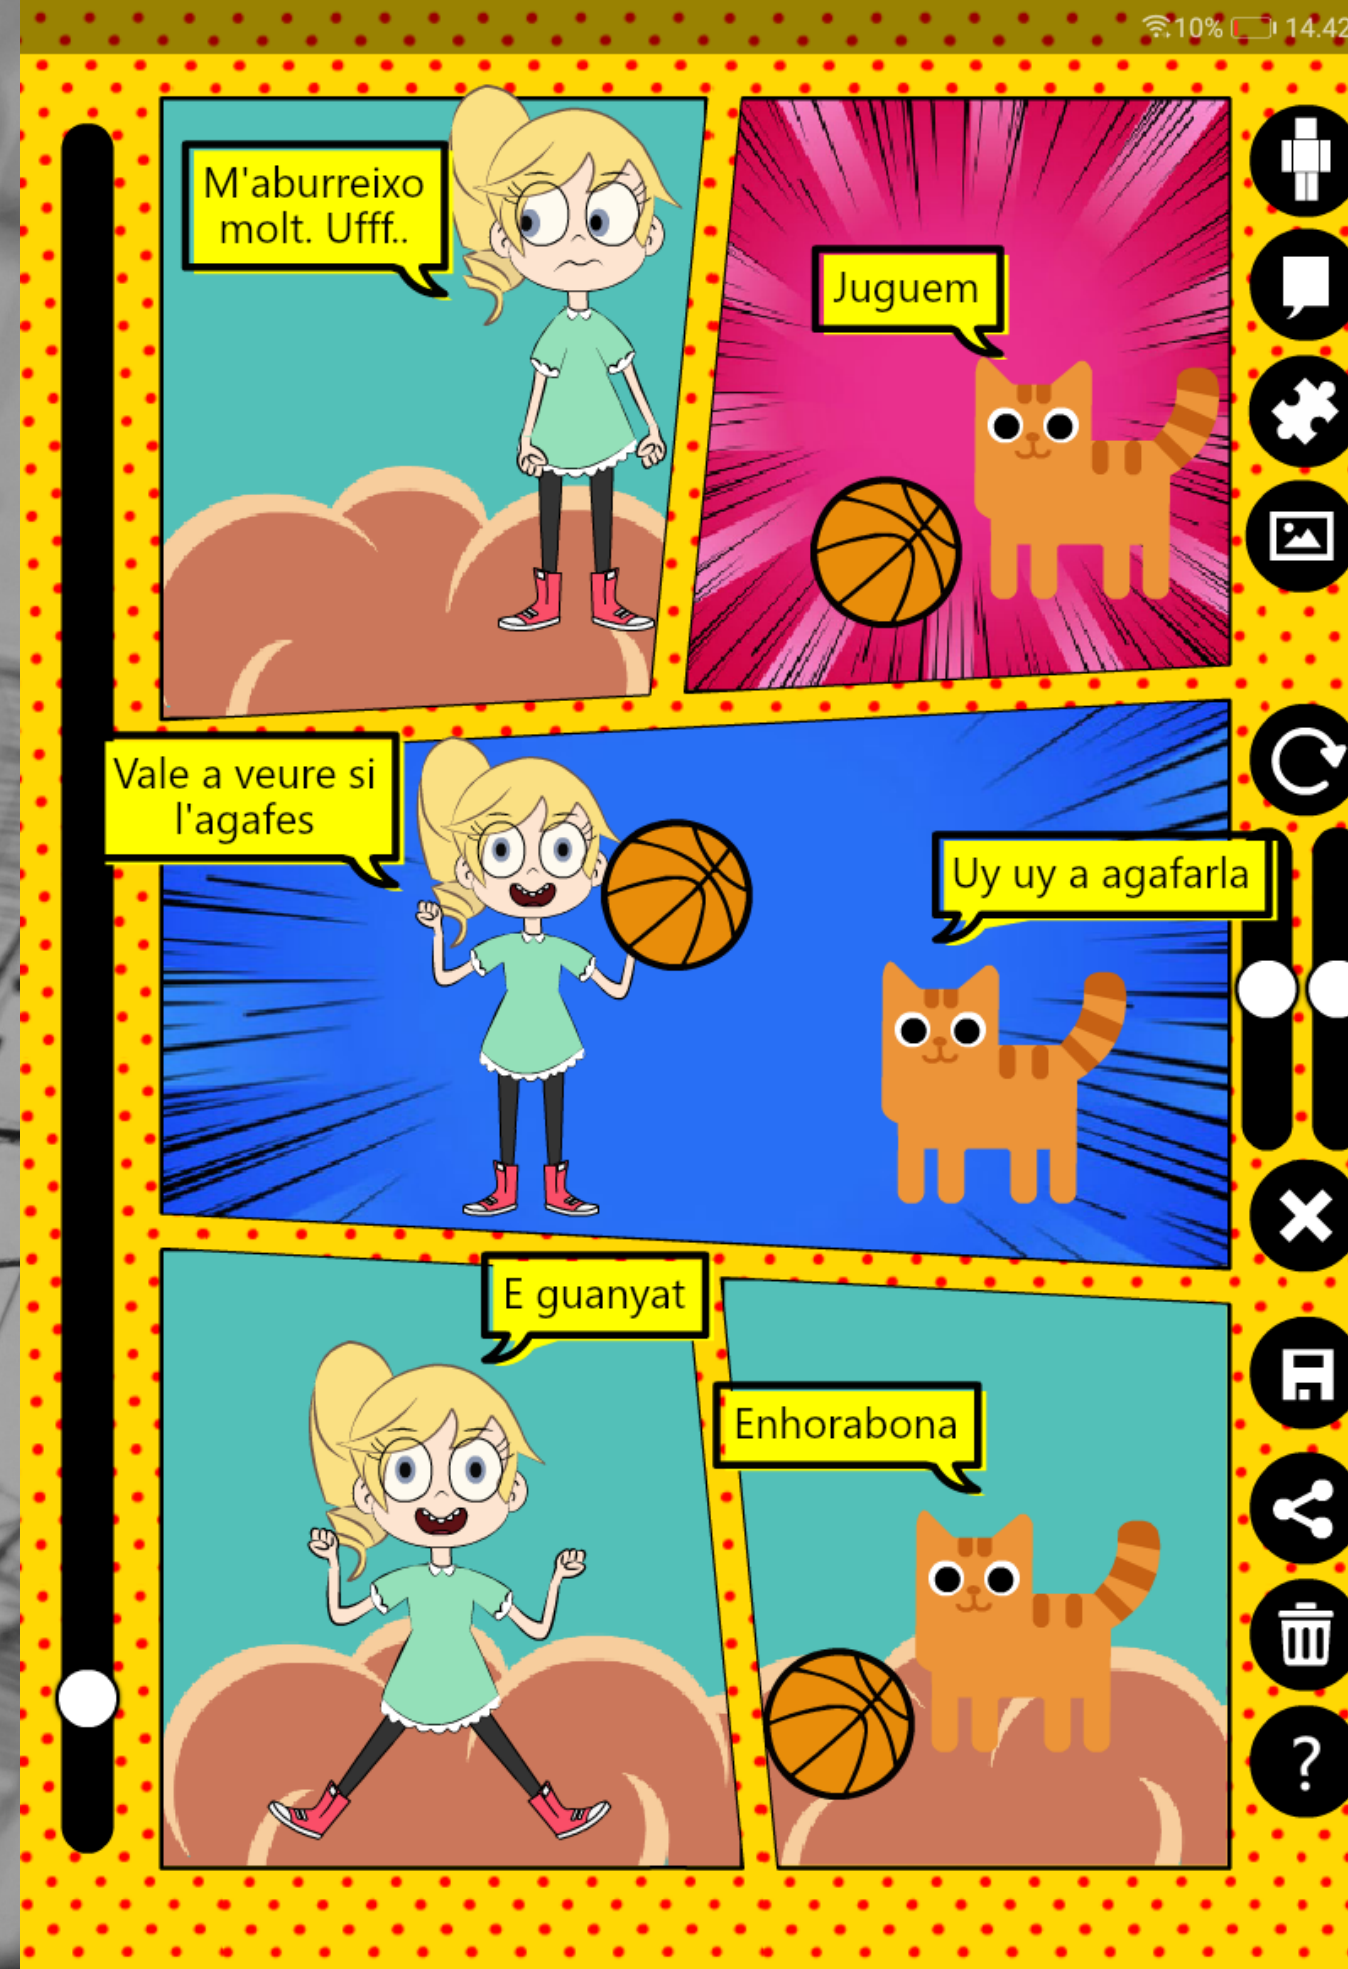 10% 14.42
M'aburreixo
molt. Ufff..
Juguem
Vale a veure si
l'agafes
Uy uy a agafarla
E guanyat
Enhorabona
?